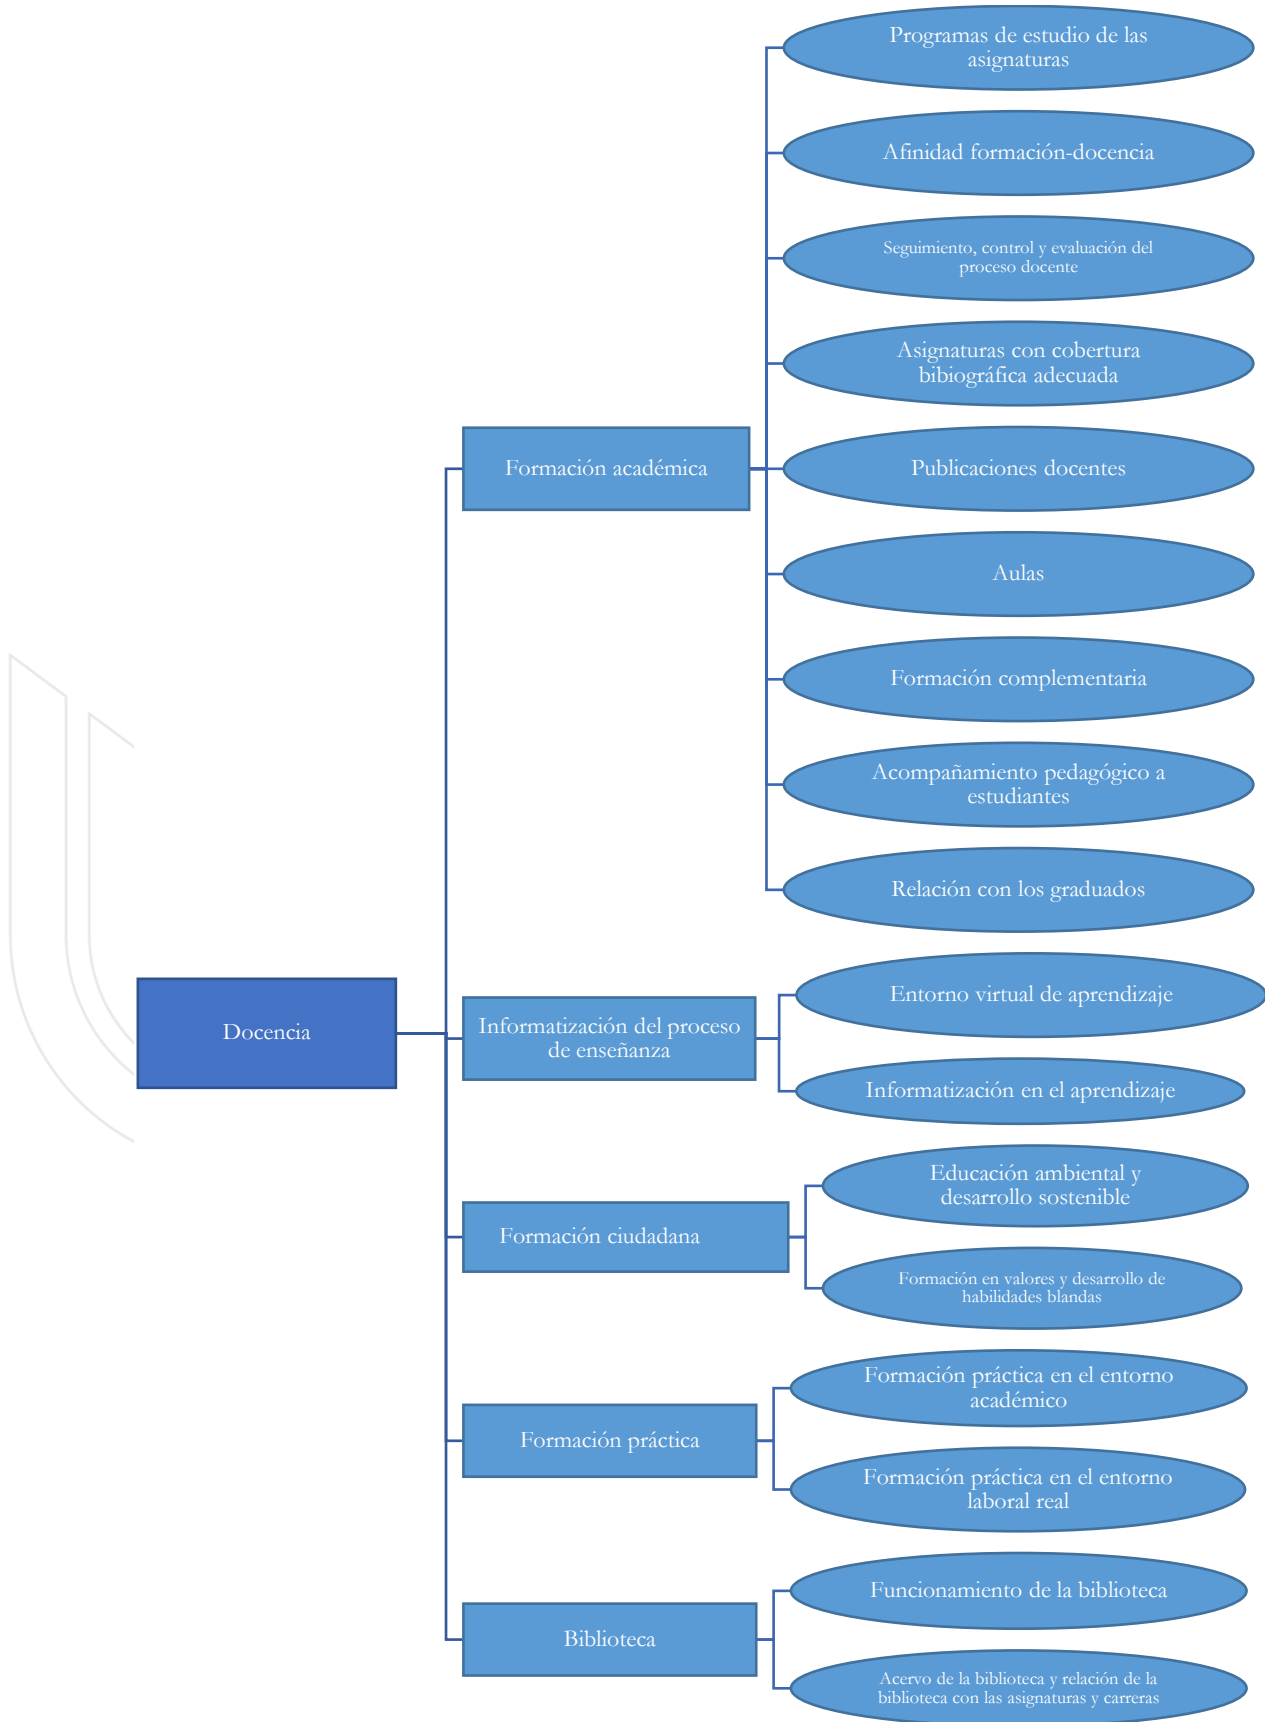 Programas de estudio de las
asignaturas
Afinidad formación-docencia
Seguimiento, control y evaluación del
proceso docente
Asignaturas con cobertura
bibiográfica adecuada
Formación académica
Publicaciones docentes
Aulas
Formación complementaria
Acompañamiento pedagógico a
estudiantes
Relación con los graduados
Docencia
Informatización del proceso
de enseñanza
Entorno virtual de aprendizaje
Informatización en el aprendizaje
Formación ciudadana
Educación ambiental y
desarrollo sostenible
Formación en valores y desarrollo de
habilidades blandas
Formación práctica
Formación práctica en el entorno
académico
Formación práctica en el entorno
laboral real
Biblioteca
Funcionamiento de la biblioteca
Acervo de la biblioteca y relación de la
biblioteca con las asignaturas y carreras